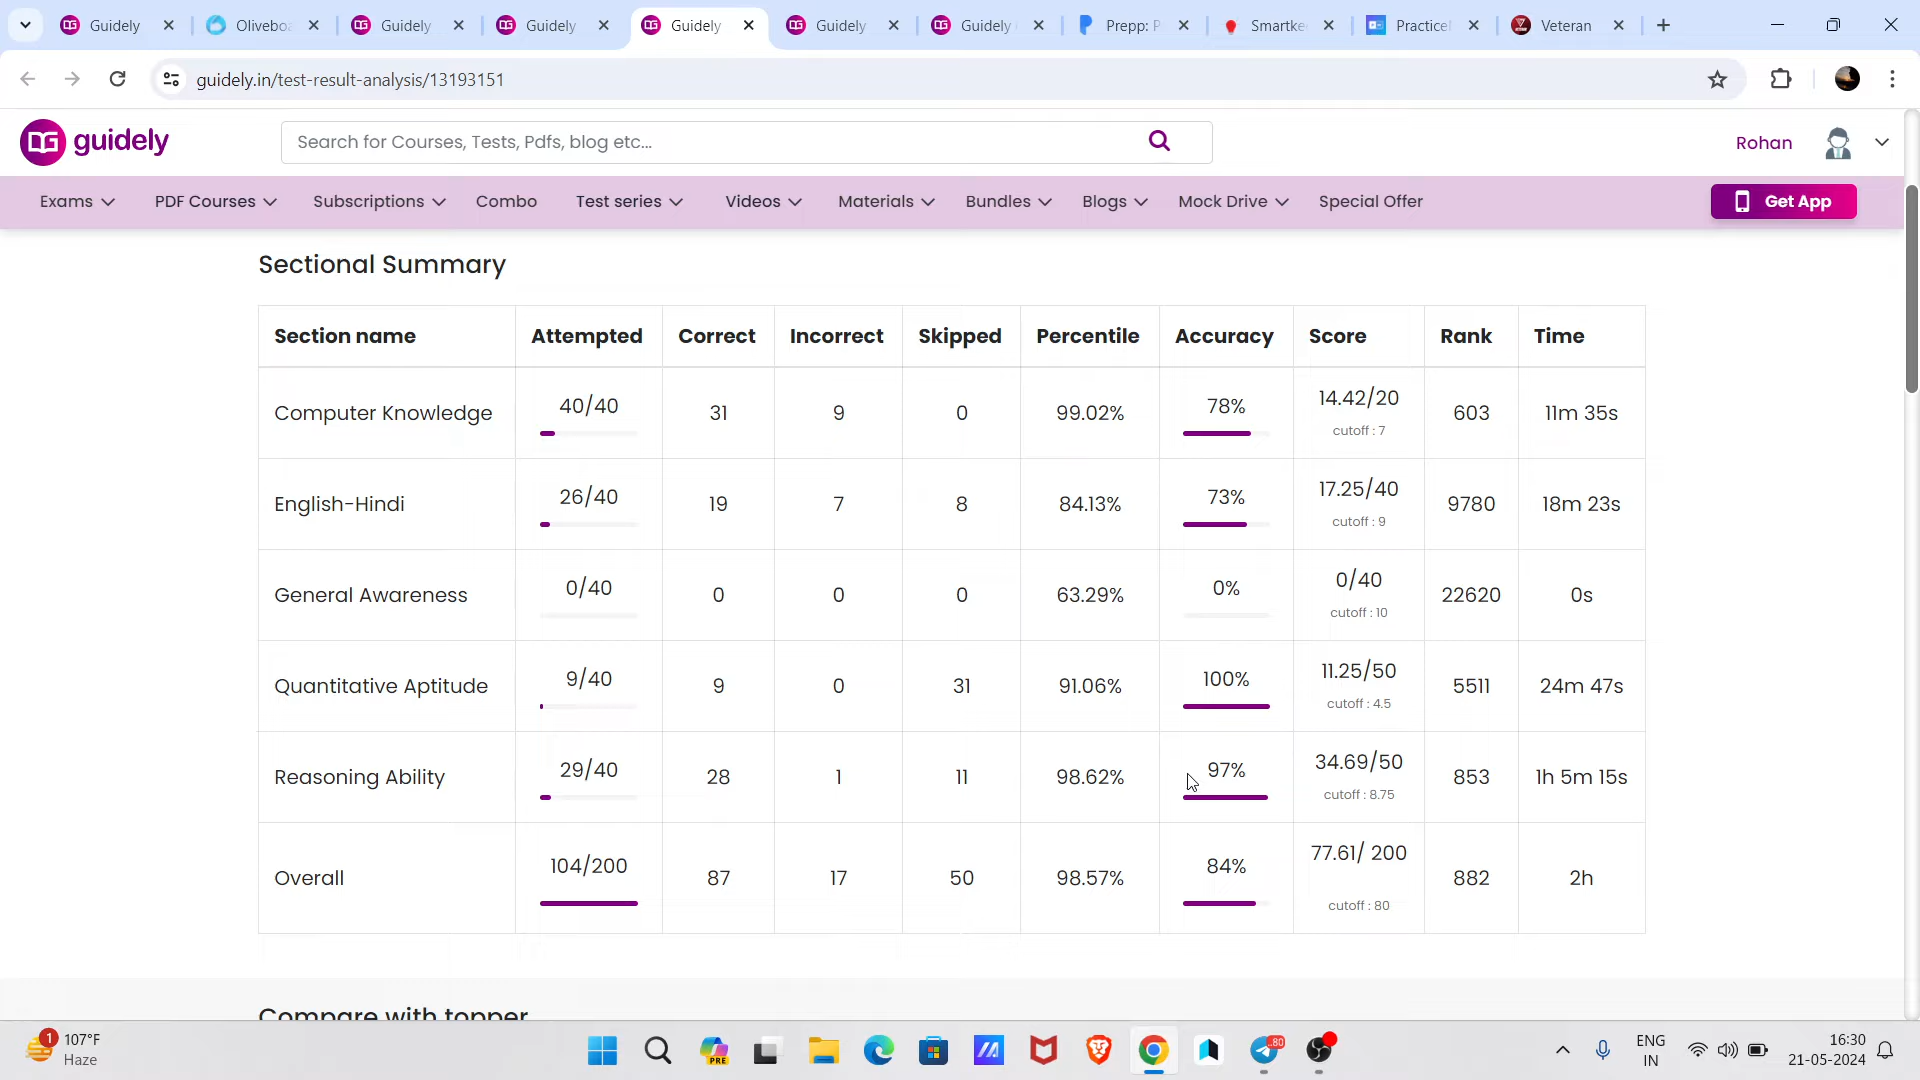 Guidely
Oliveboa
Guidely
Guidely
Guidely
Guidely
Guidely
Prepp: P
Smartkee
Practice
Veteran
guidely.in/test-result-analysis/13193151
guidely
Search for Courses, Tests, Pdfs, blog etc...
Rohan
Exams PDF Courses Subscriptions Combo Test series Videos Materials Bundles Blogs Mock Drive Special Offer
Get App
Sectional Summary
Section name Attempted Correct Incorrect Skipped Percentile Accuracy Score Rank Time
Computer Knowledge 40/40 31 9 0 99.02% 78% 14.42/20 603 11m 35s
cutoff : 7
English-Hindi 26/40 19 7 8 84.13% 73% 17.25/40 9780 18m 23s
cutoff : 9
General Awareness 0/40 0 0 0 63.29% 0% 0/40 22620 0s
cutoff : 10
Quantitative Aptitude 9/40 9 0 31 91.06% 100% 11.25/50 5511 24m 47s
cutoff : 4.5
Reasoning Ability 29/40 28 1 11 98.62% 97% 34.69/50 853 1h 5m 15s
cutoff : 8.75
Overall 104/200 87 17 50 98.57% 84% 77.61/ 200 882 2h
cutoff : 80
Compare with topper
1
107°F
Haze
PRE
80
ENG
IN
16:30
21-05-2024